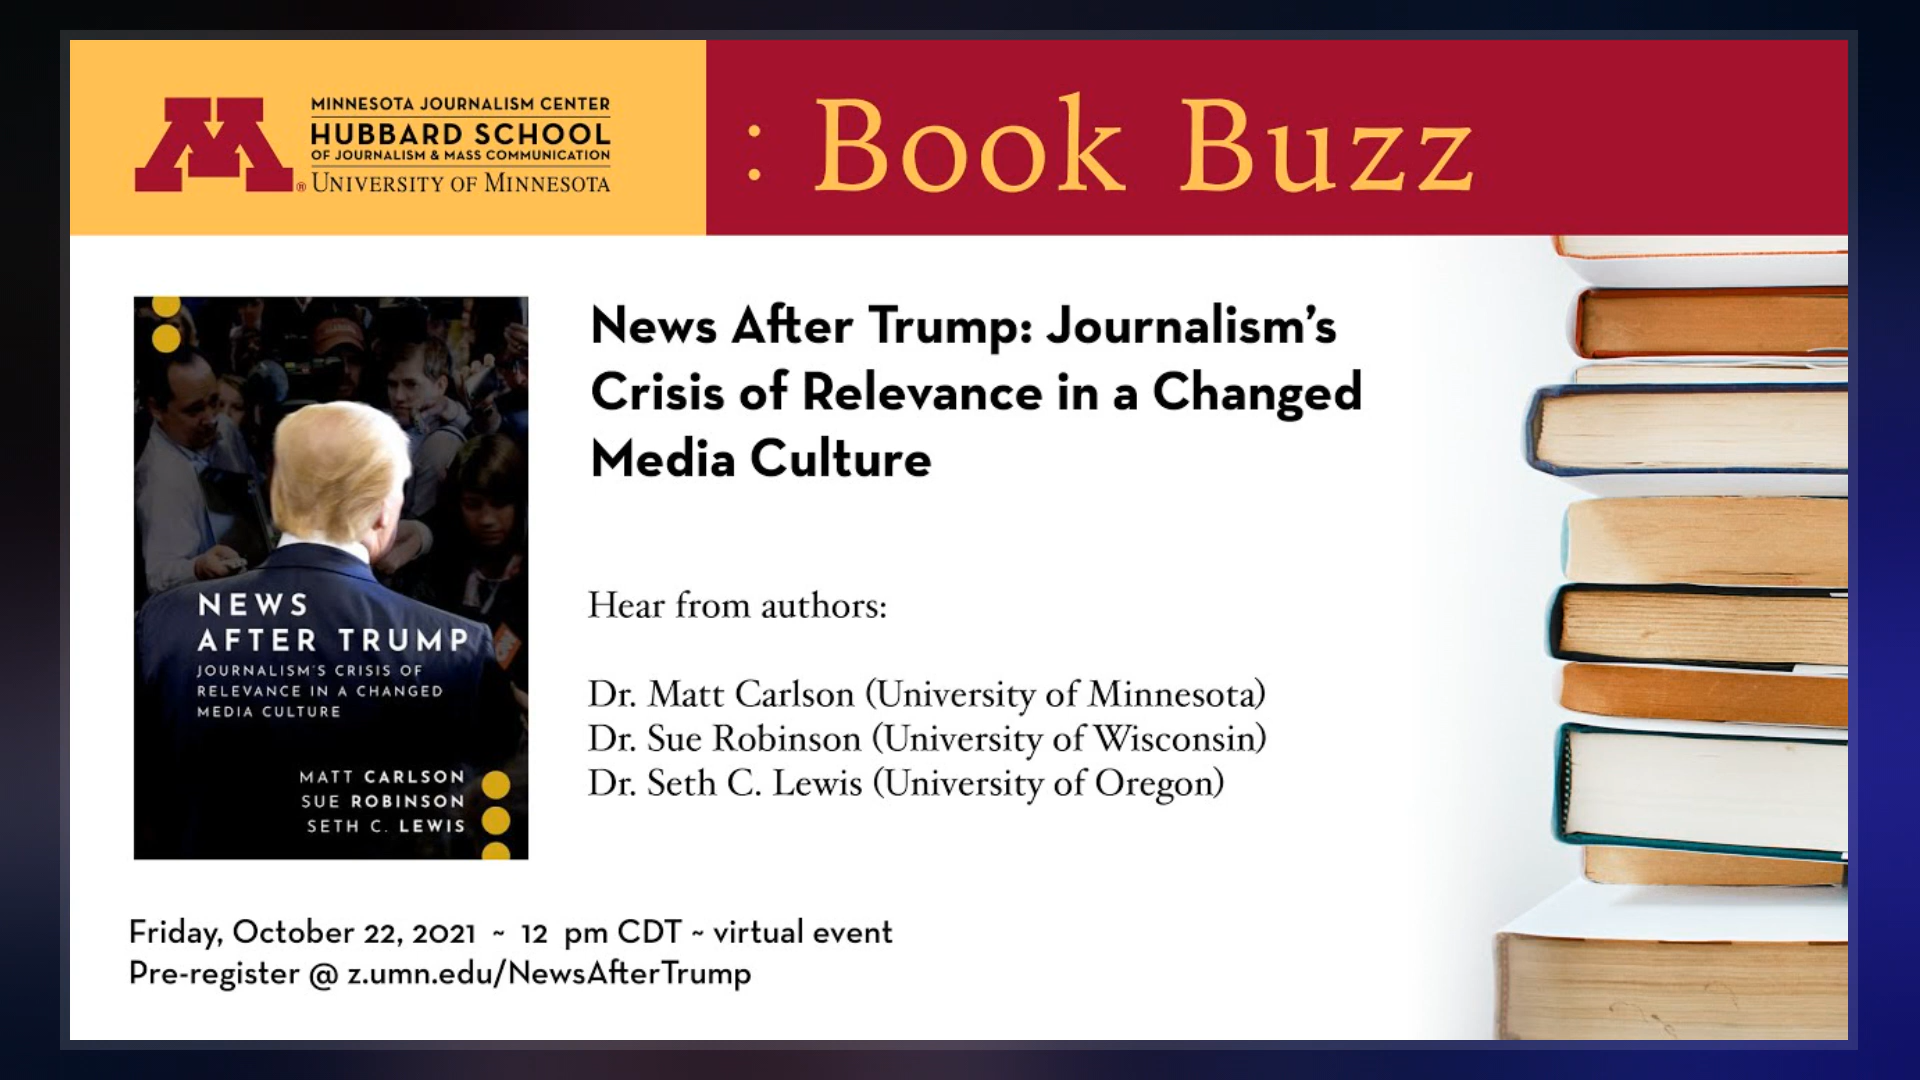 MINNESOTA JOURNALISM CENTER
HUBBARD SCHOOL
OF JOURNALISM & MASS COMMUNICATION
® UNIVERSITY OF MINNESOTA
: Book Buzz
NEWS
AFTER TRUMP
JOURNALISM'S CRISIS OF
RELEVANCE IN A CHANGED
MEDIA CULTURE
MATT CARLSON
SUE ROBINSON
SETH C. LEWIS
News After Trump: Journalism’s
Crisis of Relevance in a Changed
Media Culture
Hear from authors:
Dr. Matt Carlson (University of Minnesota)
Dr. Sue Robinson (University of Wisconsin)
Dr. Seth C. Lewis (University of Oregon)
Friday, October 22, 2021 ~ 12 pm CDT ~ virtual event
Pre-register @ z.umn.edu/NewsAfterTrump